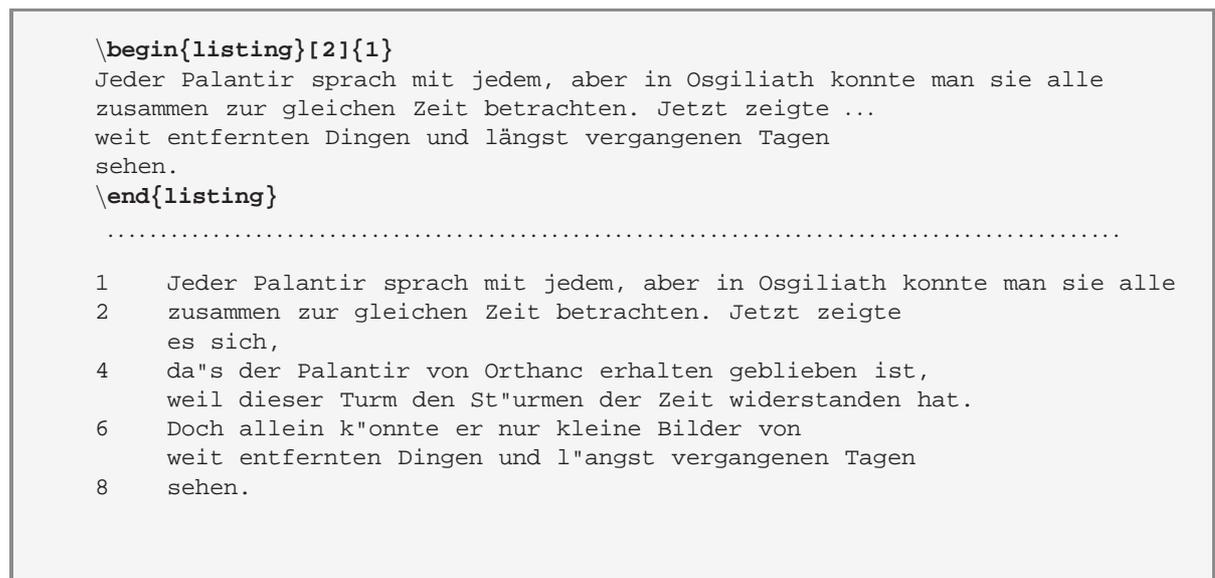 \begin{listing}[2]{1}
Jeder Palantir sprach mit jedem, aber in Osgiliath konnte man sie alle
zusammen zur gleichen Zeit betrachten. Jetzt zeigte ...
weit entfernten Dingen und längst vergangenen Tagen
sehen.
\end{listing}
1 Jeder Palantir sprach mit jedem, aber in Osgiliath konnte man sie alle
2 zusammen zur gleichen Zeit betrachten. Jetzt zeigte
es sich,
4 da"s der Palantir von Orthanc erhalten geblieben ist,
weil dieser Turm den St"urmen der Zeit widerstanden hat.
6 Doch allein k"onnte er nur kleine Bilder von
weit entfernten Dingen und l"angst vergangenen Tagen
8 sehen.